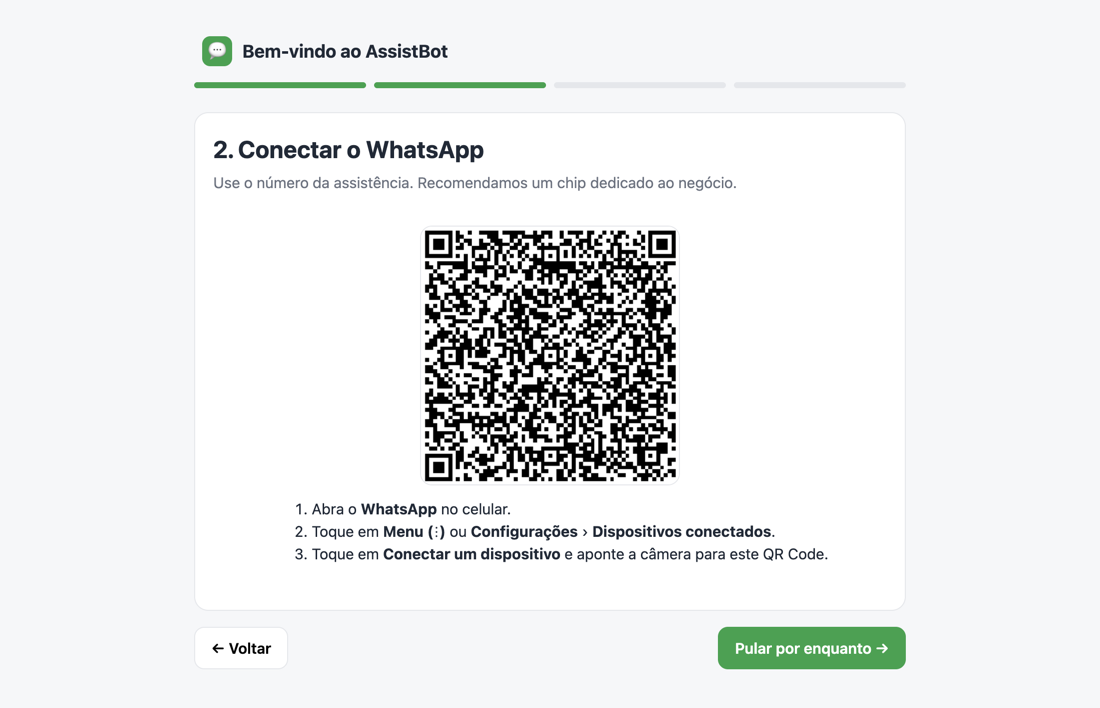 Bem-vindo ao AssistBot
2. Conectar o WhatsApp
Use o número da assistência. Recomendamos um chip dedicado ao negócio.
1. Abra o WhatsApp no celular.
2. Toque em Menu (⋮) ou Configurações › Dispositivos conectados.
3. Toque em Conectar um dispositivo e aponte a câmera para este QR Code.
← Voltar
Pular por enquanto →